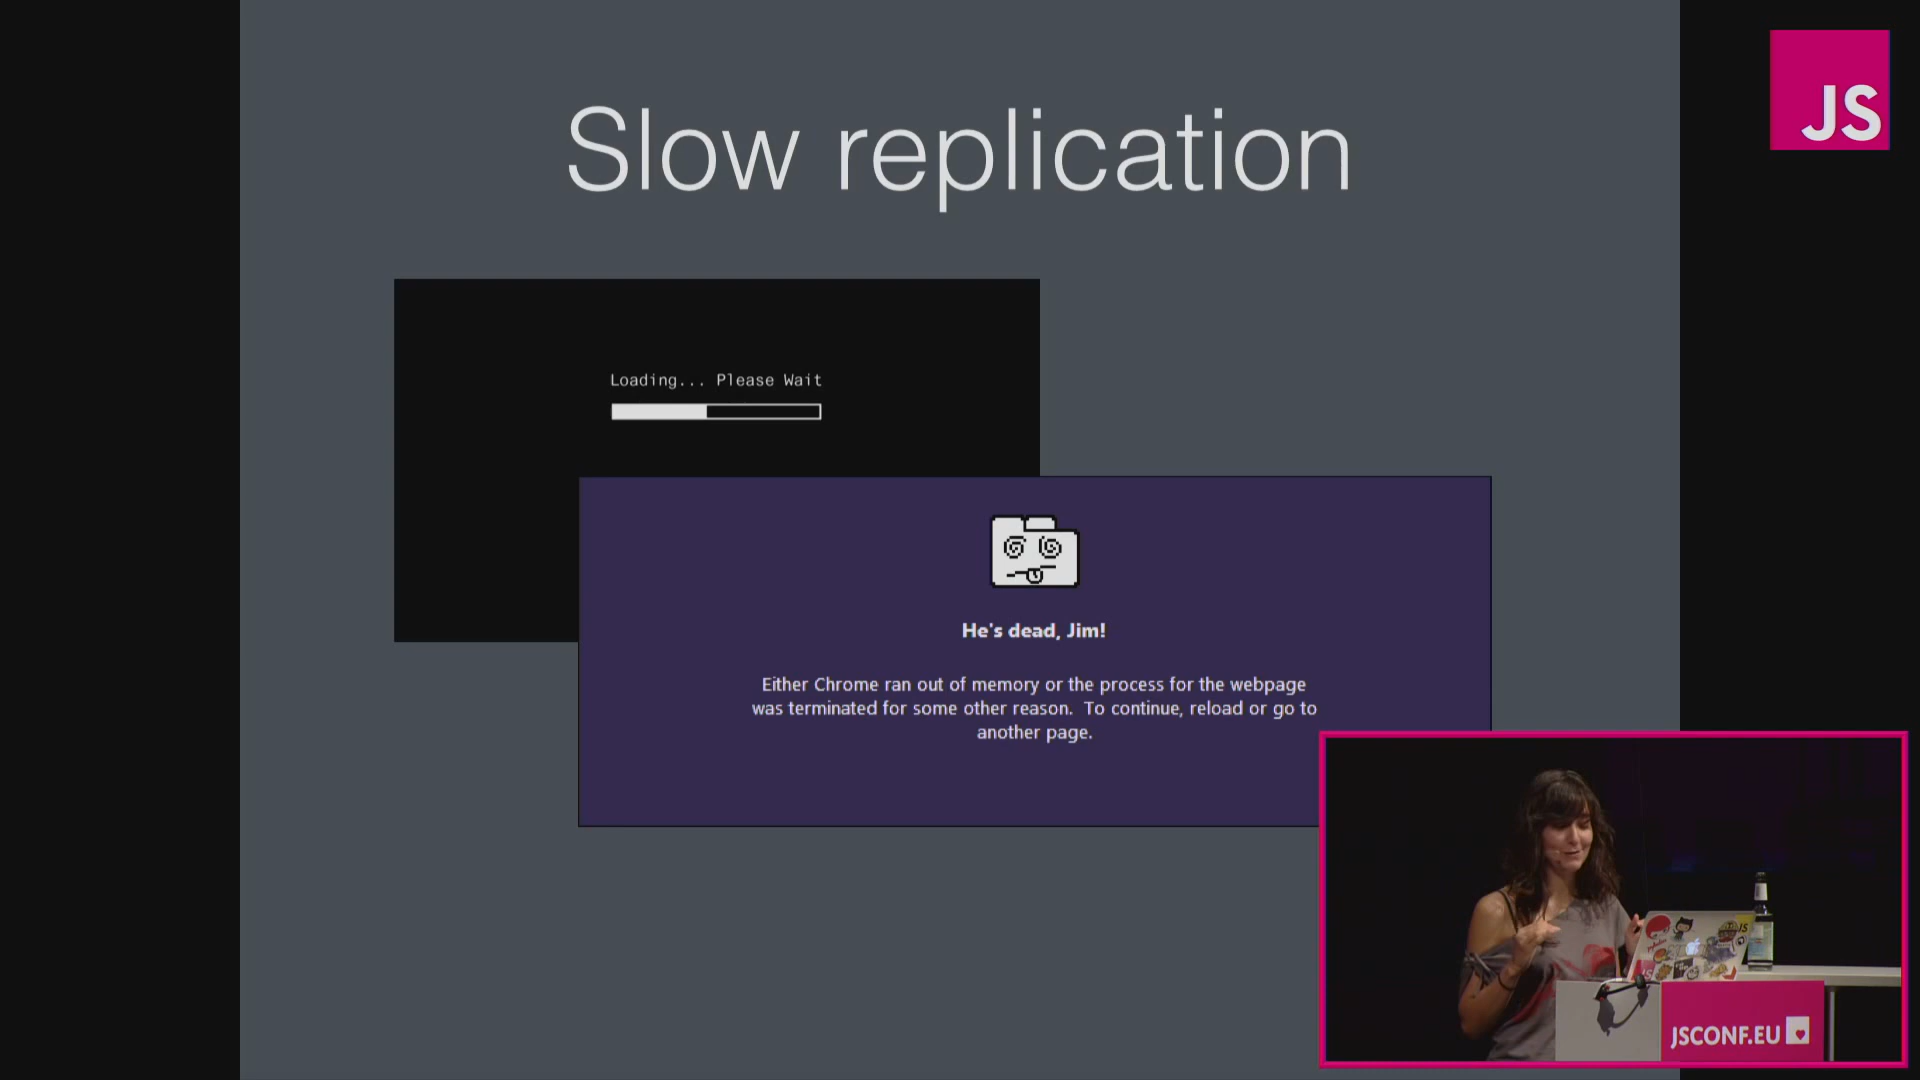 Slow replication
JS
Loading... Please Wait
He's dead, Jim!
Either Chrome ran out of memory or the process for the webpage
was terminated for some other reason. To continue, reload or go to
another page.
JS
JSCONF.EU